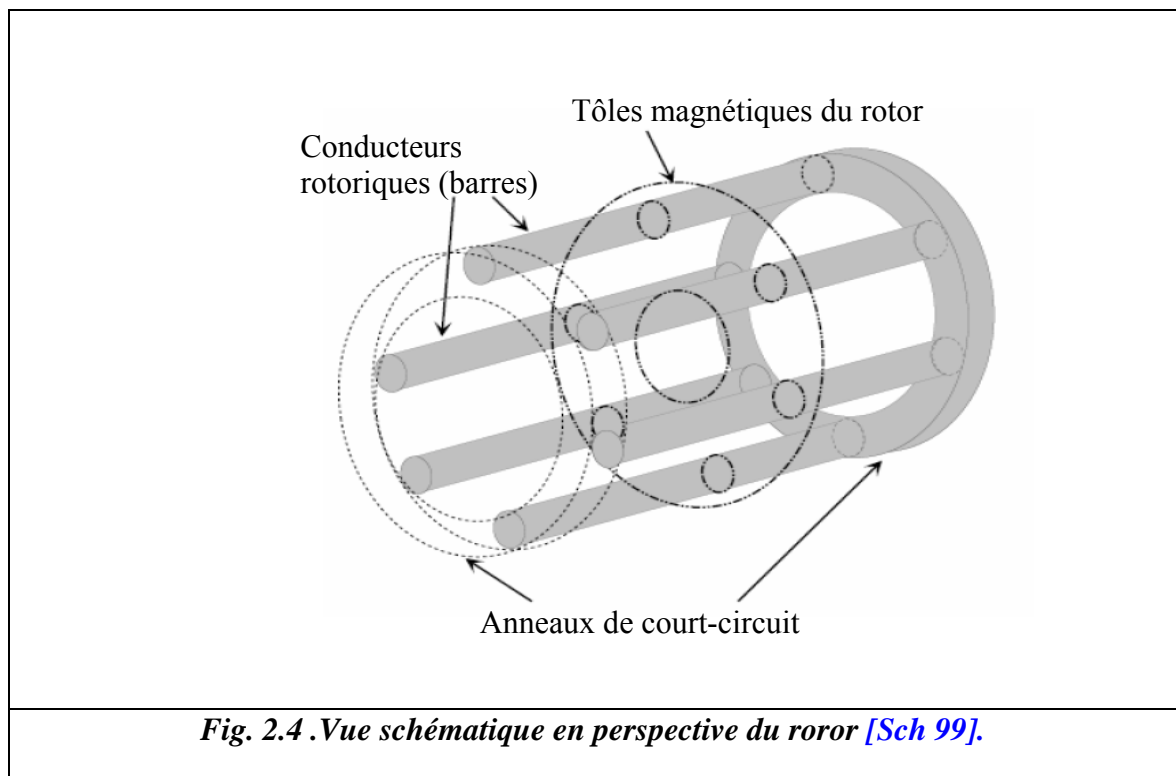 Tôles magnétiques du rotor
Conducteurs
rotoriques (barres)
Anneaux de court-circuit
Fig. 2.4 .Vue schématique en perspective du roror [Sch 99].